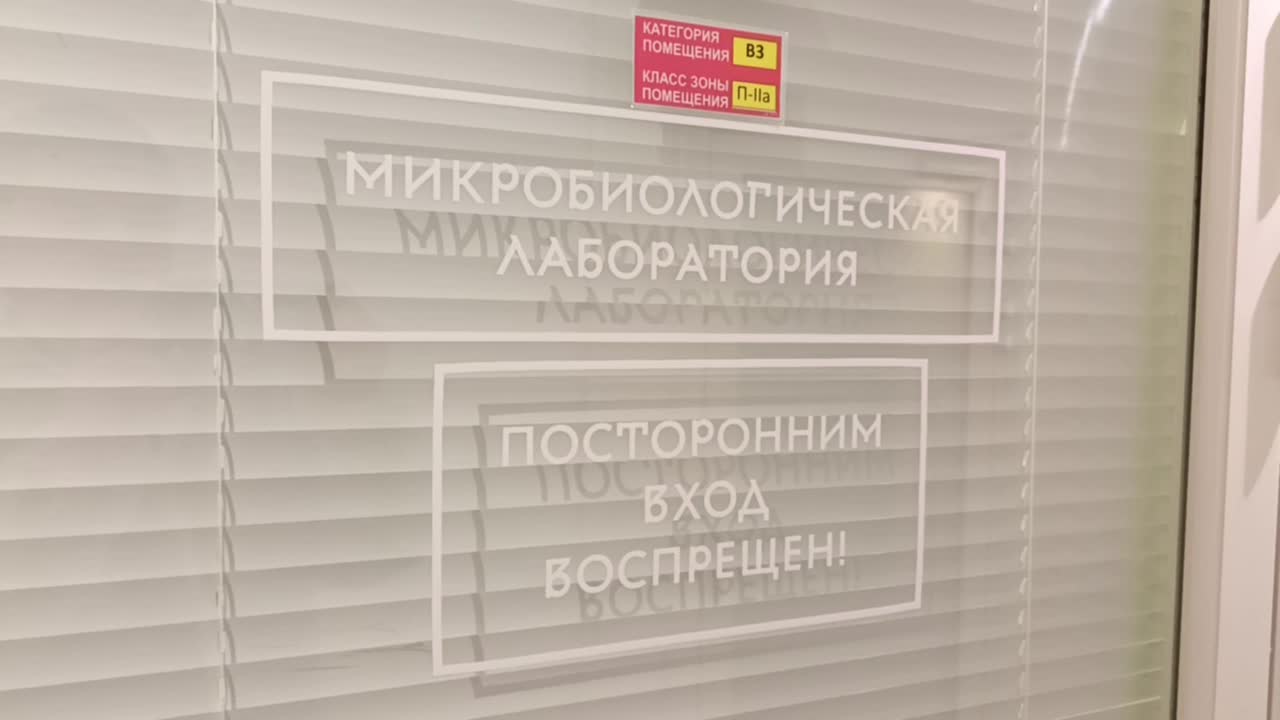 КАТЕГОРИЯ
ПОМЕЩЕНИЯ В3
КЛАСС ЗОНЫ
ПОМЕЩЕНИЯ П-IIа
МИКРОБИОЛОГИЧЕСКАЯ
ЛАБОРАТОРИЯ
ПОСТОРОННИМ
ВХОД
ВОСПРЕЩЕН!